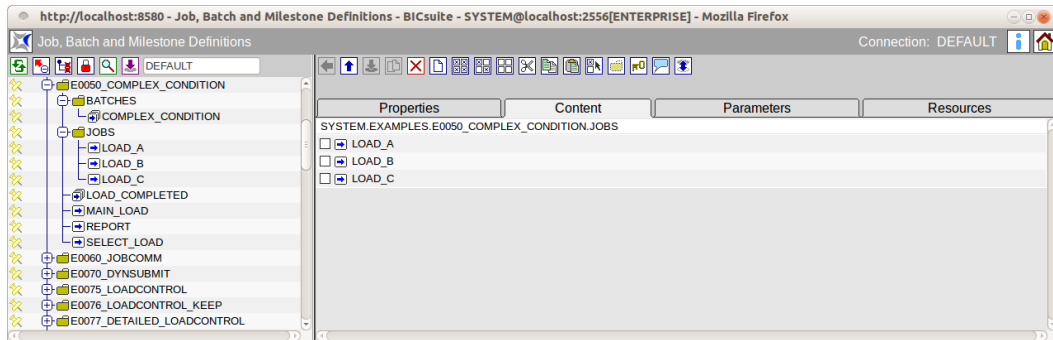 http://localhost:8580 - Job, Batch and Milestone Definitions - BICsuite - SYSTEM@localhost:2556[ENTERPRISE] - Mozilla Firefox
Job, Batch and Milestone Definitions
Connection: DEFAULT
DEFAULT
E0050_COMPLEX_CONDITION
BATCHES
COMPLEX_CONDITION
JOBS
LOAD_A
LOAD_B
LOAD_C
LOAD_COMPLETED
MAIN_LOAD
REPORT
SELECT_LOAD
E0060_JOBCOMM
E0070_DYNSUBMIT
E0075_LOADCONTROL
E0076_LOADCONTROL_KEEP
E0077_DETAILED_LOADCONTROL
Properties
Content
Parameters
Resources
SYSTEM.EXAMPLES.E0050_COMPLEX_CONDITION.JOBS
LOAD_A
LOAD_B
LOAD_C